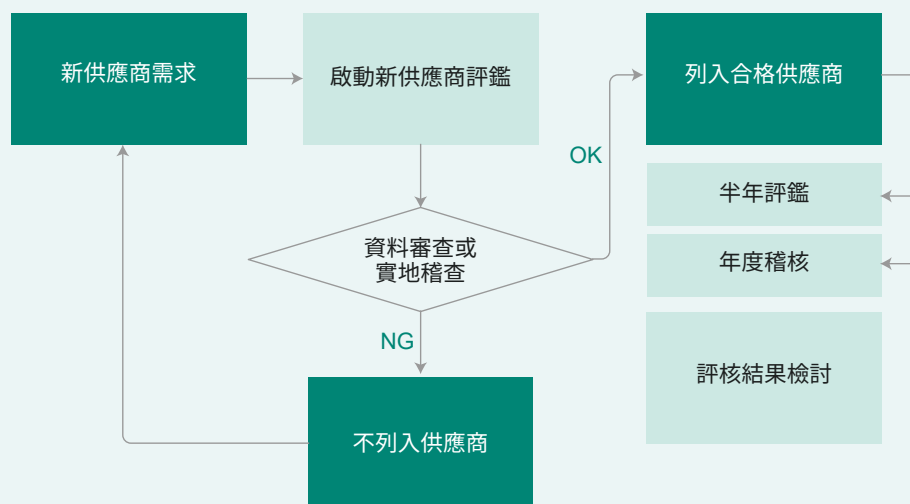 新供應商需求
啟動新供應商評鑑
列入合格供應商
OK
半年評鑑
資料審查或
實地稽查
年度稽核
NG
評核結果檢討
不列入供應商